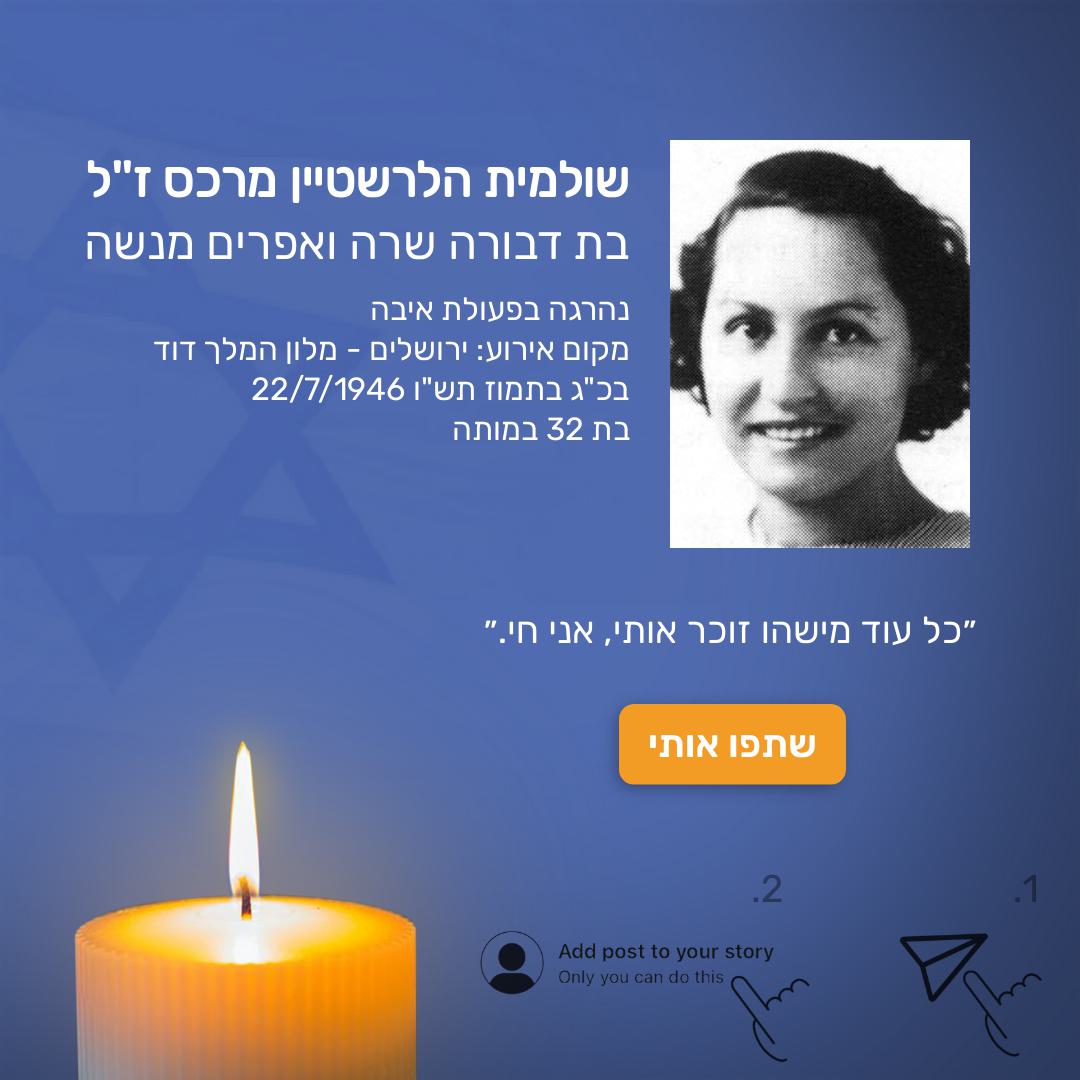 שולמית הלרשטיין מרכס ז"ל
בת דבורה שרה ואפרים מנשה
נהרגה בפעולת איבה
מקום אירוע: ירושלים - מלון המלך דוד
בכ"ג בתמוז תש"ו 22/7/1946
בת 32 במותה
״כל עוד מישהו זוכר אותי, אני חי.״
שתפו אותי
1.
2.
Add post to your story
Only you can do this